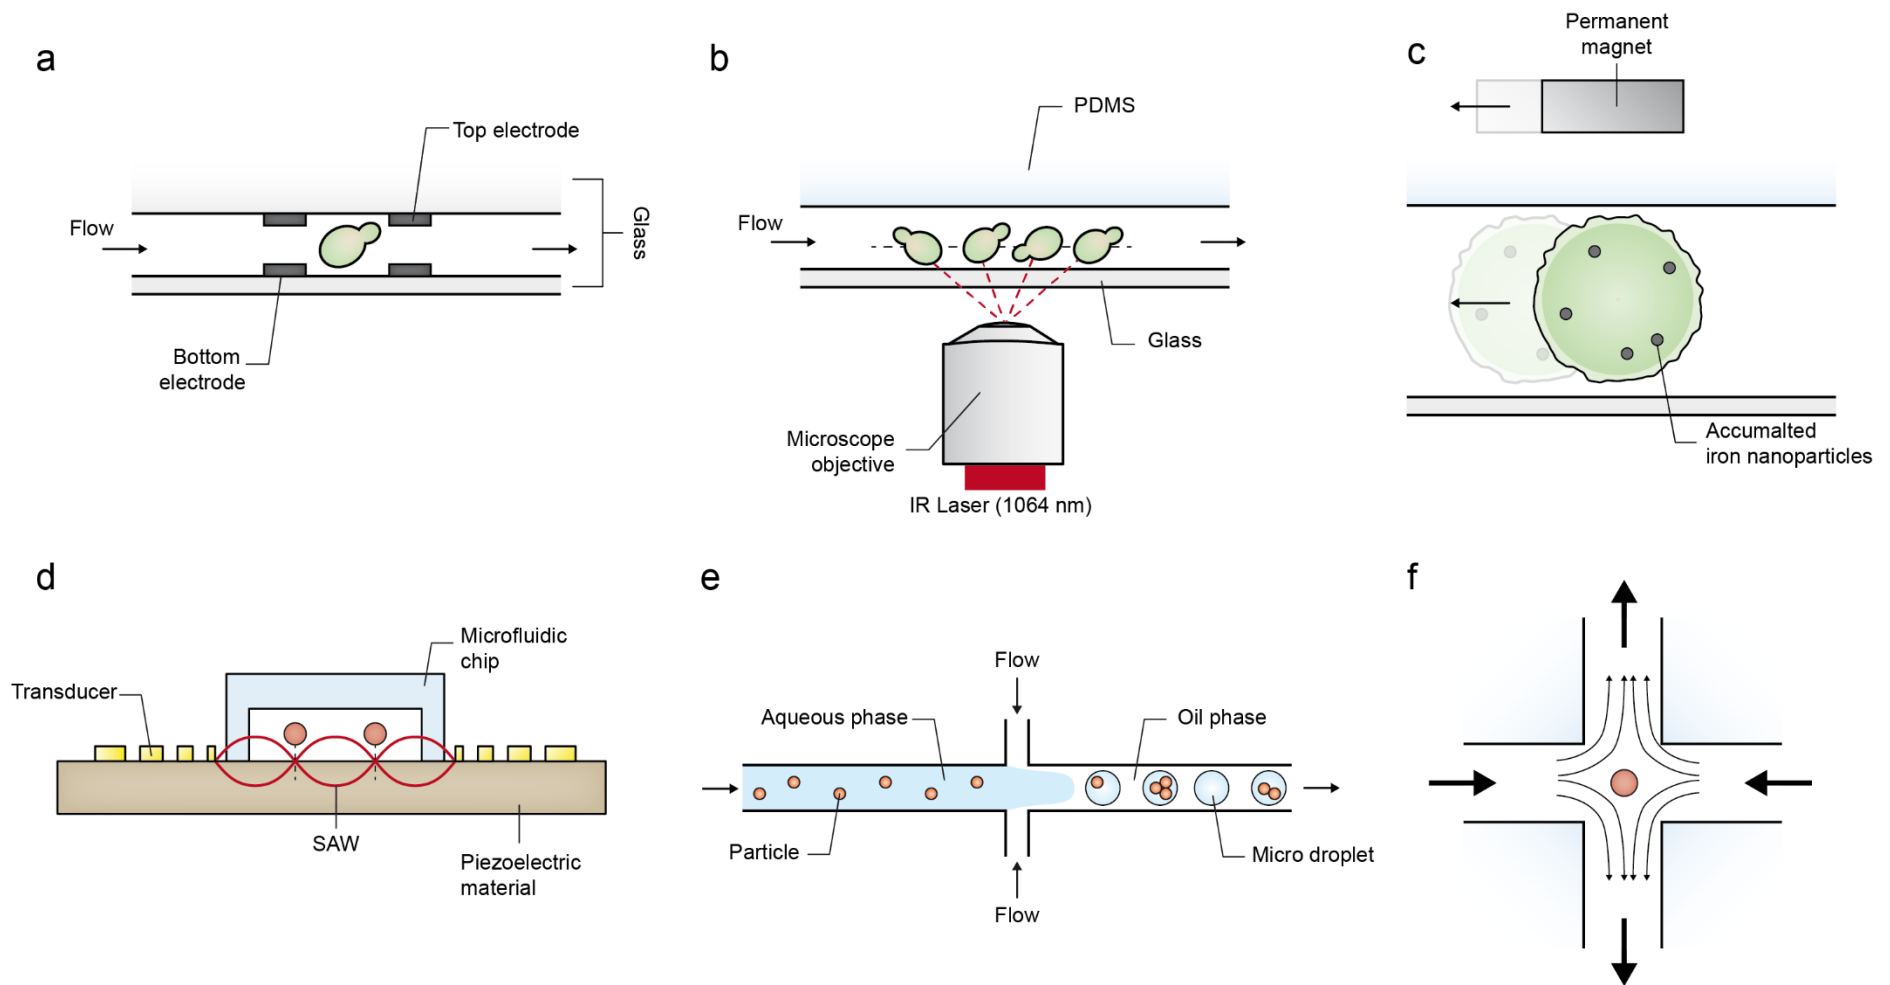 a
Top electrode
Flow
Glass
Bottom
electrode
b
PDMS
Flow
Glass
Microscope
objective
IR Laser (1064 nm)
c
Permanent
magnet
Accumalted
iron nanoparticles
d
Microfluidic
chip
Transducer
SAW
Piezoelectric
material
e
Flow
Aqueous phase
Oil phase
Particle
Micro droplet
Flow
f